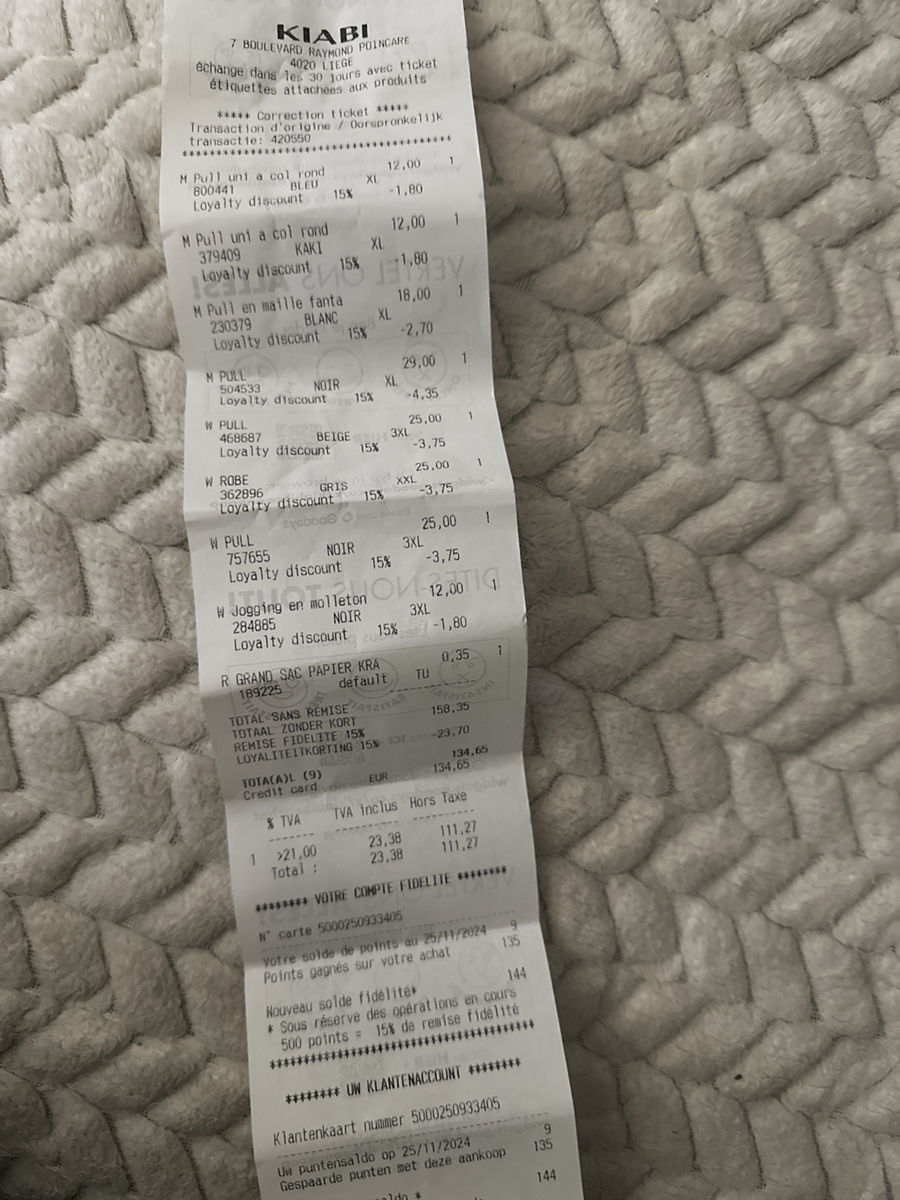 KIABI
7 BOULEVARD RAYMOND POINCARE
4020 LIEGE
échange dans les 30 jours avec ticket
étiquettes attachées aux produits
***** Correction ticket *****
Transaction d'origine / Oorspronkelijk
transactie: 420550
************************************
M Pull uni a col rond 12,00 1
800441 BLEU XL
Loyalty discount 15% -1,80
M Pull uni a col rond 12,00 1
379409 KAKI XL
Loyalty discount 15% -1,80
M Pull en maille fanta 18,00 1
230379 BLANC XL
Loyalty discount 15% -2,70
M PULL 29,00 1
504533 NOIR XL
Loyalty discount 15% -4,35
W PULL 25,00 1
468687 BEIGE 3XL
Loyalty discount 15% -3,75
W ROBE 25,00 1
362896 GRIS XXL
Loyalty discount 15% -3,75
W PULL 25,00 1
757655 NOIR 3XL
Loyalty discount 15% -3,75
W Jogging en molleton 12,00 1
284885 NOIR 3XL
Loyalty discount 15% -1,80
R GRAND SAC PAPIER KRA 0,35 1
189225 default TU
TOTAL SANS REMISE 158,35
TOTAAL ZONDER KORT
REMISE FIDELITE 15% -23,70
LOYALITEITKORTING 15%
TOTA(A)L (9) 134,65
Credit card EUR 134,65
% TVA TVA inclus Hors Taxe
1 >21,00 23,38 111,27
Total : 23,38 111,27
******** VOTRE COMPTE FIDELITE ********
N° carte 5000250933405
Votre solde de points au 25/11/2024 9
Points gagnés sur votre achat 135
Nouveau solde fidélité* 144
* Sous réserve des opérations en cours
500 points = 15% de remise fidélité
************************************
******** UW KLANTENACCOUNT ********
Klantenkaart nummer 5000250933405
Uw puntensaldo op 25/11/2024 9
Gespaarde punten met deze aankoop 135
144